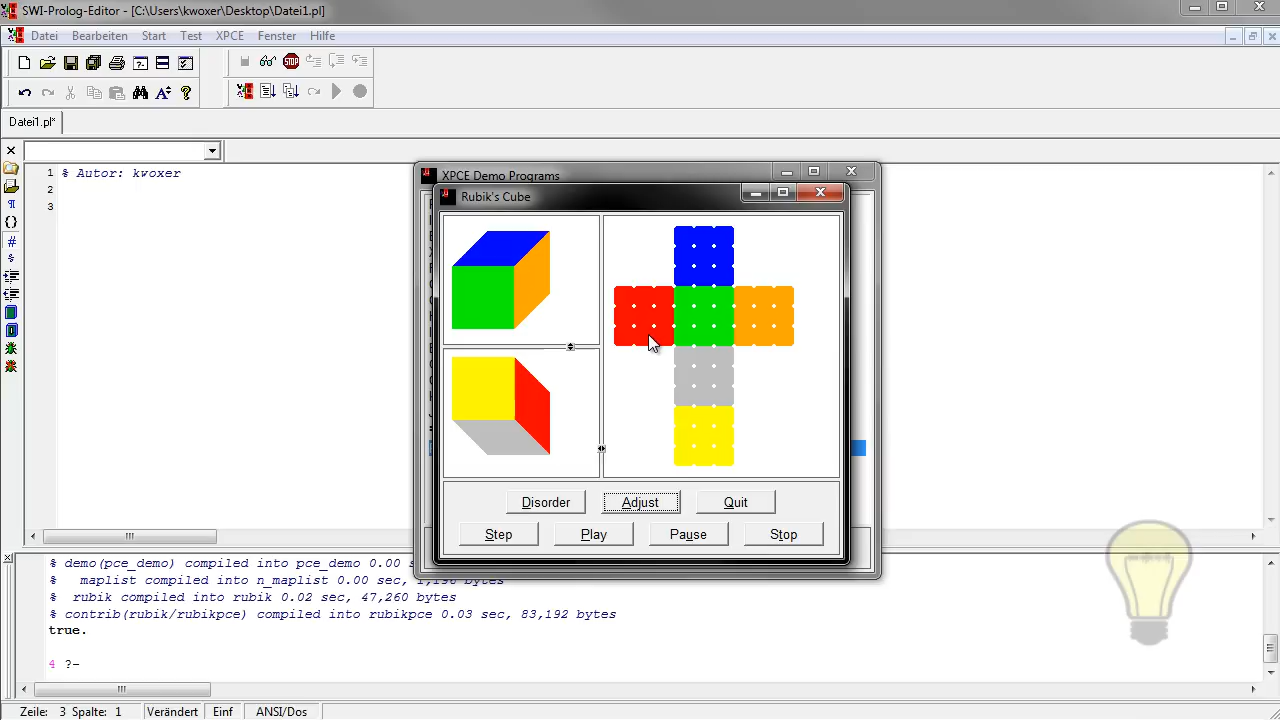 SWI-Prolog-Editor - [C:\Users\kwoxer\Desktop\Datei1.pl]
Datei Bearbeiten Start Test XPCE Fenster Hilfe
STOP
Datei1.pl*
1 % Autor: kwoxer
2
3
XPCE Demo Programs
Rubik's Cube
Disorder Adjust Quit
Step Play Pause Stop
% demo(pce_demo) compiled into pce_demo 0.00
% maplist compiled into n_maplist 0.00 sec, bytes
% rubik compiled into rubik 0.02 sec, 47,260 bytes
% contrib(rubik/rubikpce) compiled into rubikpce 0.03 sec, 83,192 bytes
true.
4 ?-
Zeile: 3 Spalte: 1 Verändert Einf ANSI/Dos